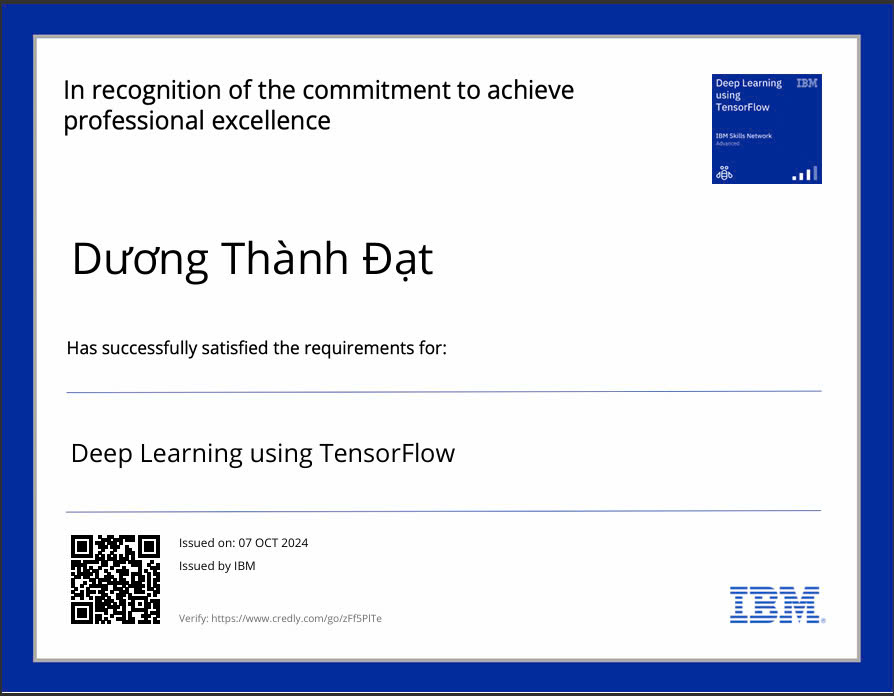 In recognition of the commitment to achieve
professional excellence
Deep Learning
using
TensorFlow
IBM
IBM Skills Network
Advanced
Dương Thành Đạt
Has successfully satisfied the requirements for:
Deep Learning using TensorFlow
Issued on: 07 OCT 2024
Issued by IBM
Verify: https://www.credly.com/go/zFf5PlTe
IBM®